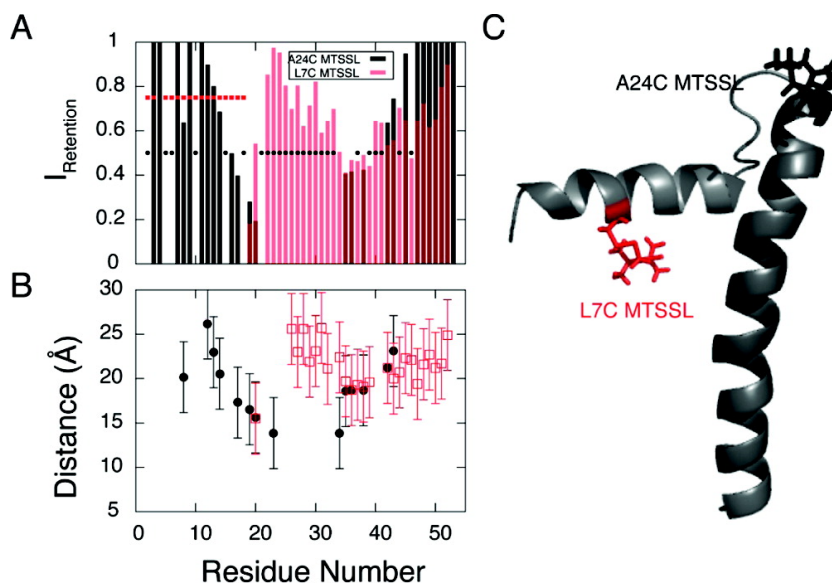 A
I Retention
1
0.8
0.6
0.4
0.2
0
A24C MTSSL
L7C MTSSL
B
Distance (Å)
30
25
20
15
10
5
0 10 20 30 40 50
Residue Number
C
A24C MTSSL
L7C MTSSL